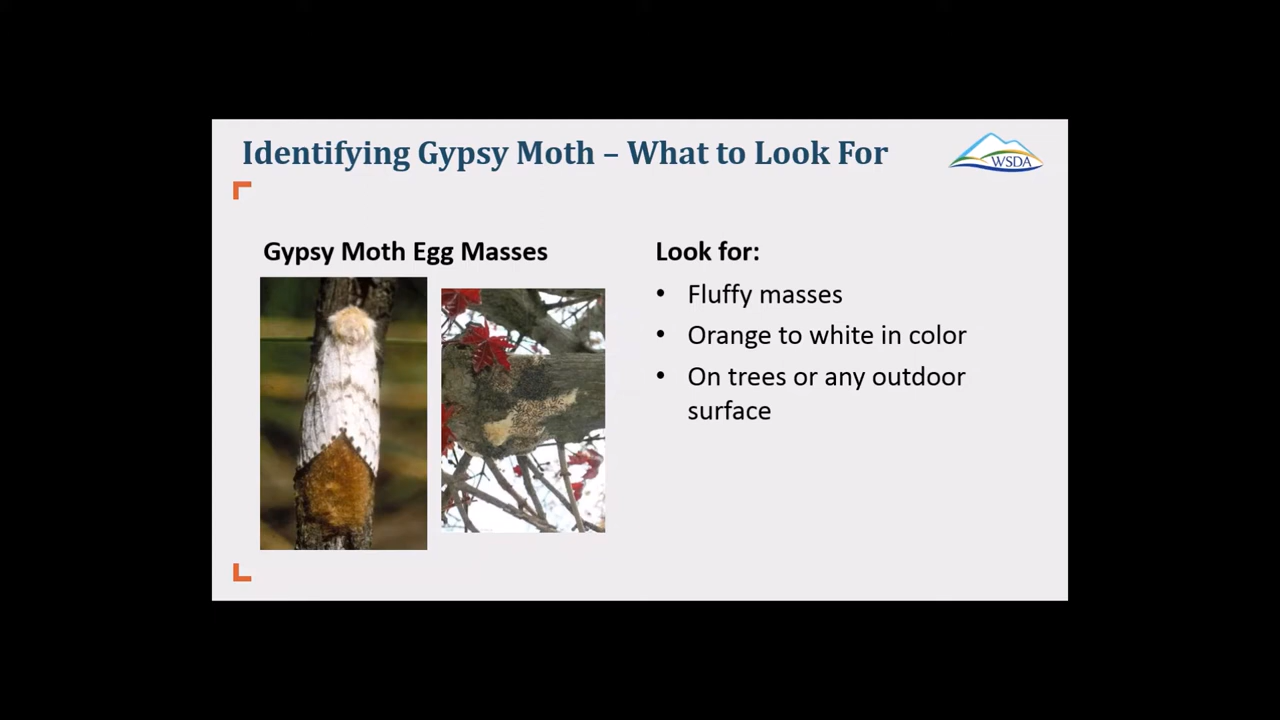 Identifying Gypsy Moth – What to Look For
WSDA
Gypsy Moth Egg Masses
Look for:
• Fluffy masses
• Orange to white in color
• On trees or any outdoor
surface